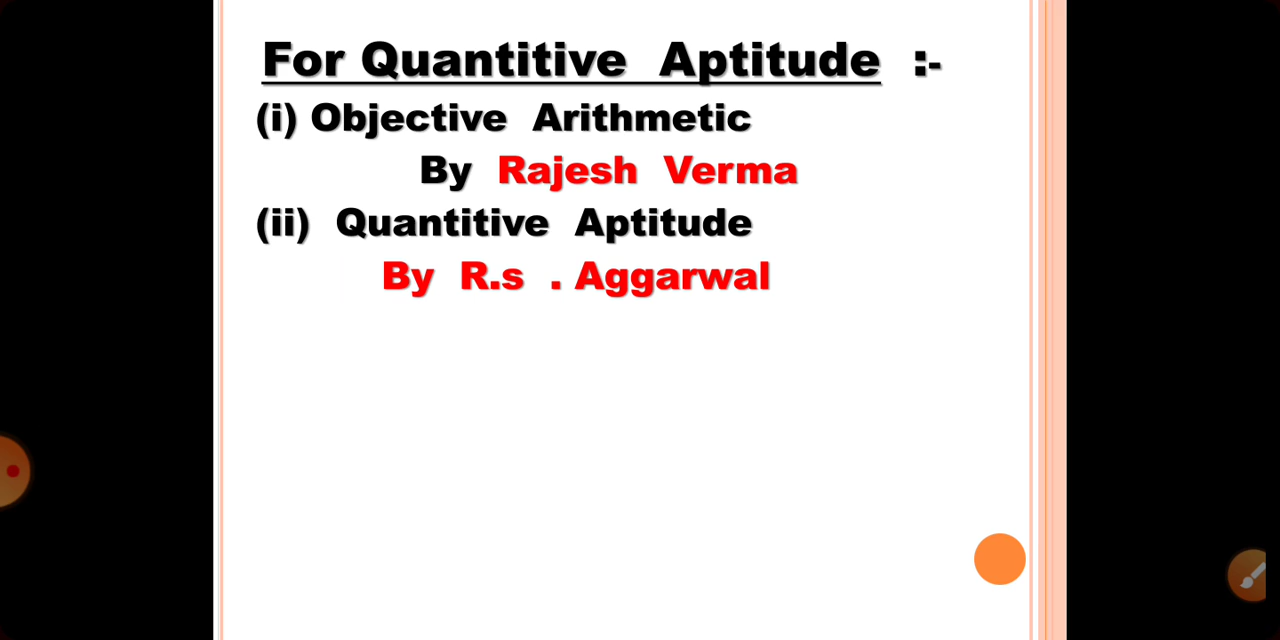 For Quantitive Aptitude :-
(i) Objective Arithmetic
By Rajesh Verma
(ii) Quantitive Aptitude
By R.s . Aggarwal